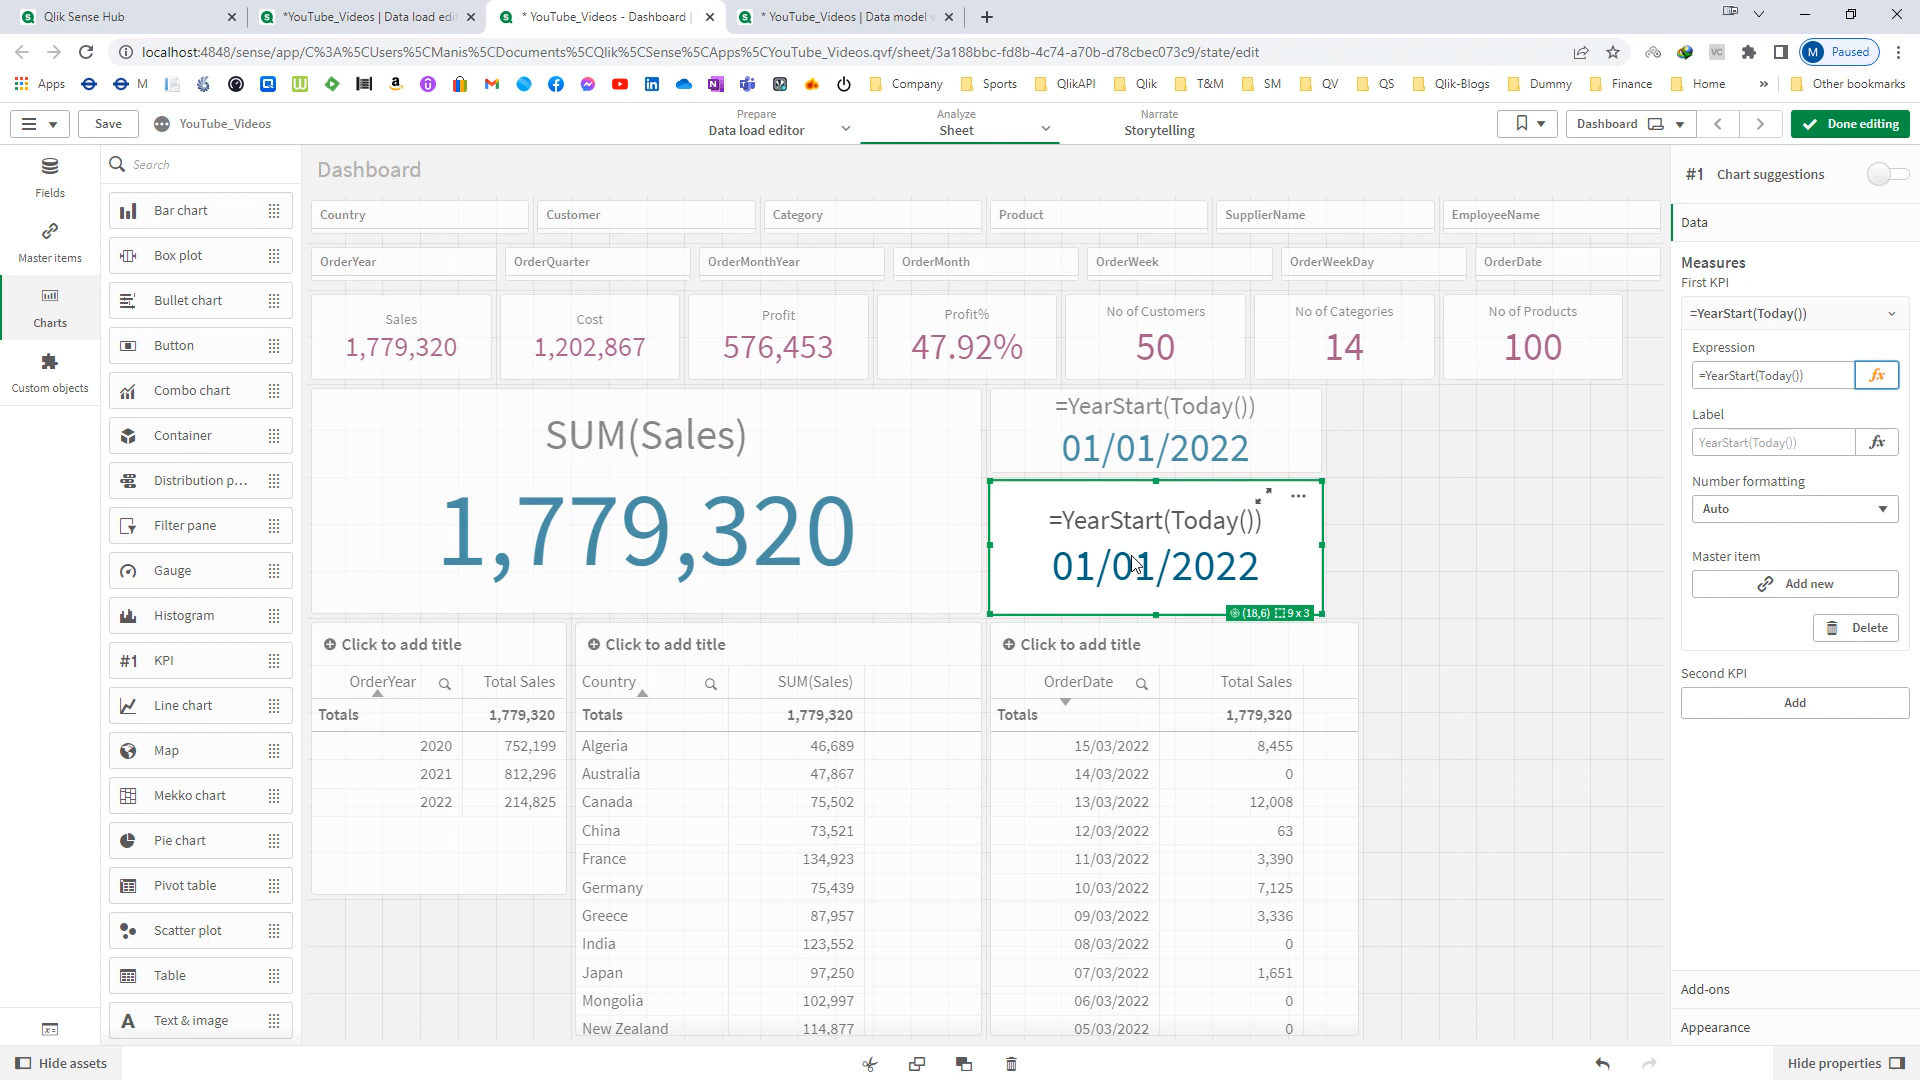 Qlik Sense Hub
*YouTube_Videos | Data load edi
* YouTube_Videos - Dashboard |
* YouTube_Videos | Data model v
localhost:4848/sense/app/C%3A%5CUsers%5CManis%5CDocuments%5CQlik%5CSense%5CApps%5CYouTube_Videos.qvf/sheet/3a188bbc-fd8b-4c74-a70b-d78cbec073c9/state/edit
M Paused
Apps
M
Company
Sports
QlikAPI
Qlik
T&M
SM
QV
QS
Qlik-Blogs
Dummy
Finance
Home
»
Other bookmarks
Save
YouTube_Videos
Prepare
Data load editor
Analyze
Sheet
Narrate
Storytelling
Dashboard
Done editing
Fields
Master items
Charts
Custom objects
Search
Bar chart
Box plot
Bullet chart
Button
Combo chart
Container
Distribution p...
Filter pane
Gauge
Histogram
#1 KPI
Line chart
Map
Mekko chart
Pie chart
Pivot table
Scatter plot
Table
A Text & image
Dashboard
Country
Customer
Category
Product
SupplierName
EmployeeName
OrderYear
OrderQuarter
OrderMonthYear
OrderMonth
OrderWeek
OrderWeekDay
OrderDate
Sales
1,779,320
Cost
1,202,867
Profit
576,453
Profit%
47.92%
No of Customers
50
No of Categories
14
No of Products
100
SUM(Sales)
1,779,320
=YearStart(Today())
01/01/2022
=YearStart(Today())
01/01/2022
(18,6) 9 x 3
Click to add title
OrderYear Total Sales
Totals 1,779,320
2020 752,199
2021 812,296
2022 214,825
Click to add title
Country SUM(Sales)
Totals 1,779,320
Algeria 46,689
Australia 47,867
Canada 75,502
China 73,521
France 134,923
Germany 75,439
Greece 87,957
India 123,552
Japan 97,250
Mongolia 102,997
New Zealand 114,877
Click to add title
OrderDate Total Sales
Totals 1,779,320
15/03/2022 8,455
14/03/2022 0
13/03/2022 12,008
12/03/2022 63
11/03/2022 3,390
10/03/2022 7,125
09/03/2022 3,336
08/03/2022 0
07/03/2022 1,651
06/03/2022 0
05/03/2022 0
#1 Chart suggestions
Data
Measures
First KPI
=YearStart(Today())
Expression
=YearStart(Today()) fx
Label
YearStart(Today()) fx
Number formatting
Auto
Master item
Add new
Delete
Second KPI
Add
Add-ons
Appearance
Hide assets
Hide properties